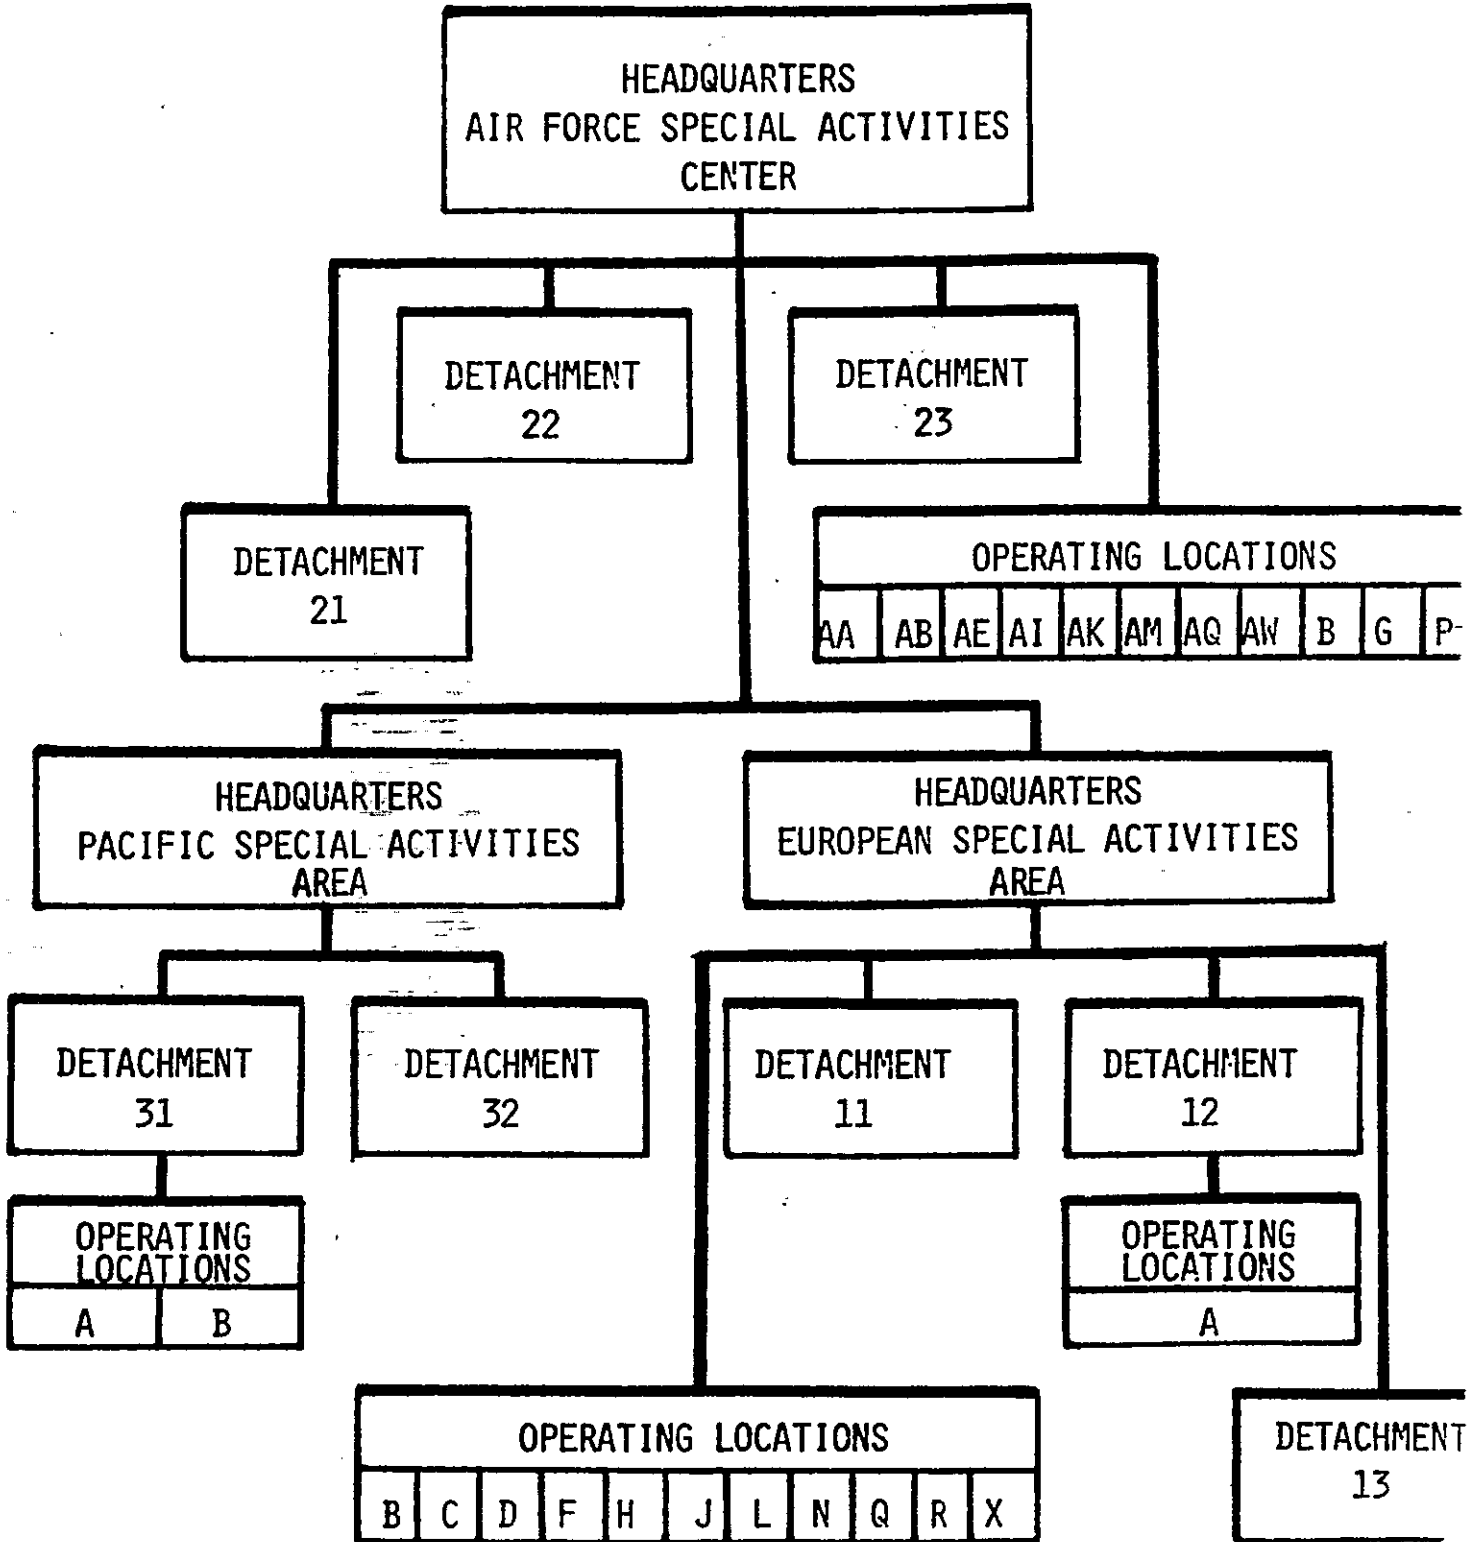 HEADQUARTERS
AIR FORCE SPECIAL ACTIVITIES
CENTER
DETACHMENT
22
DETACHMENT
23
DETACHMENT
21
OPERATING LOCATIONS
AA AB AE AI AK AM AQ AW B G P
HEADQUARTERS
PACIFIC SPECIAL ACTIVITIES
AREA
HEADQUARTERS
EUROPEAN SPECIAL ACTIVITIES
AREA
DETACHMENT
31
DETACHMENT
32
DETACHMENT
11
DETACHMENT
12
OPERATING
LOCATIONS
A B
OPERATING
LOCATIONS
A
OPERATING LOCATIONS
B C D F H J L N Q R X
DETACHMENT
13